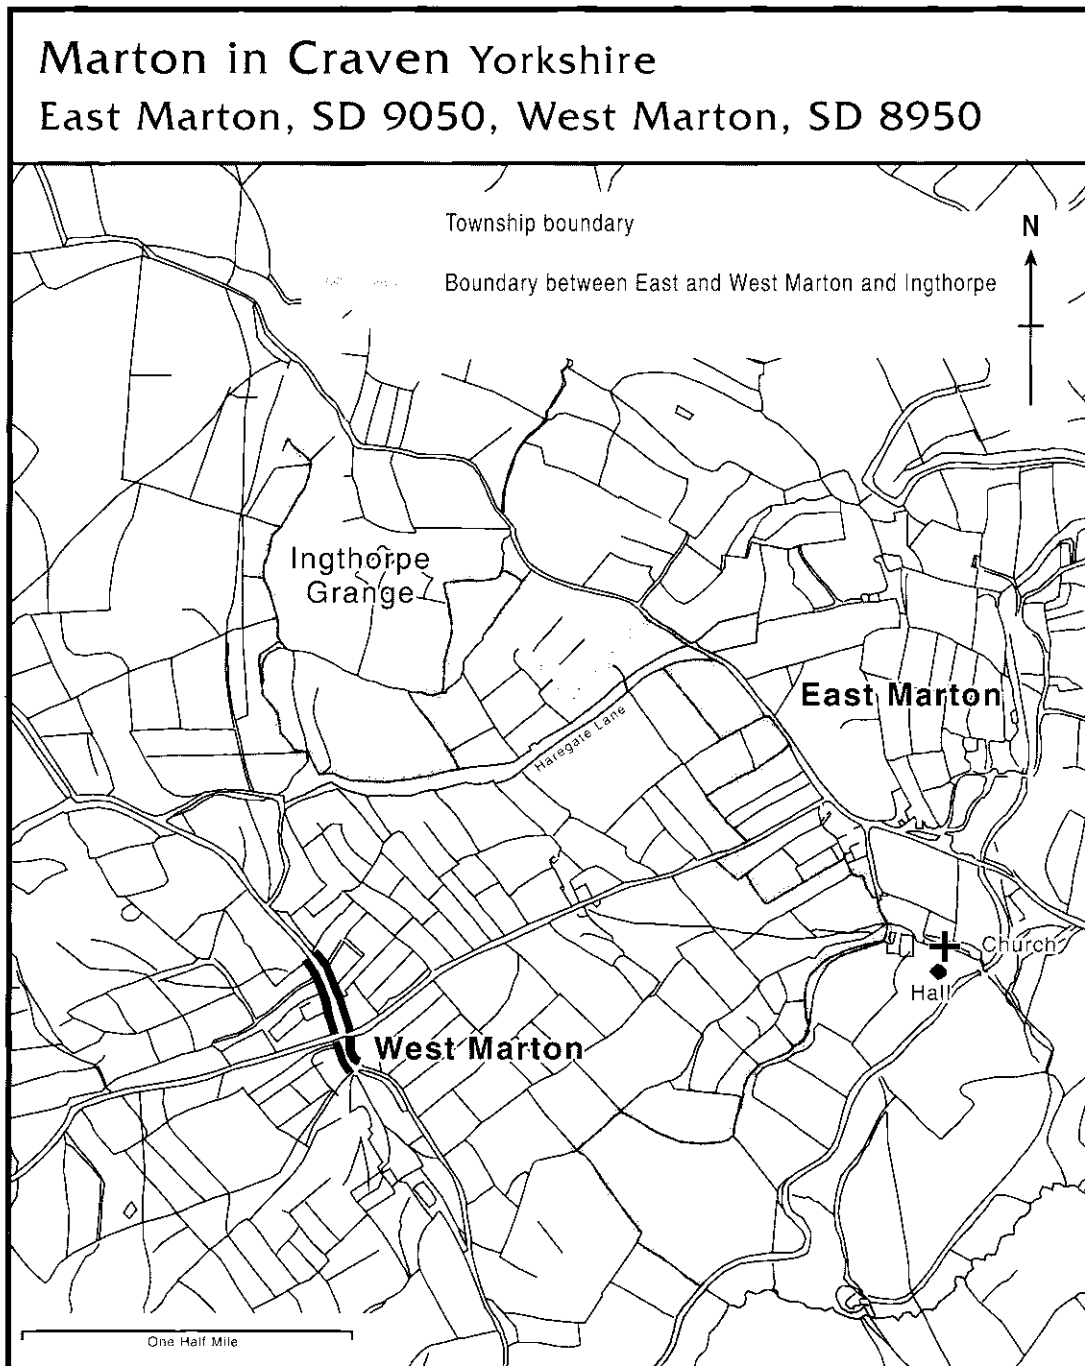 Marton in Craven Yorkshire
East Marton, SD 9050, West Marton, SD 8950
Township boundary
N
Boundary between East and West Marton and Ingthorpe
Ingthorpe
Grange
East Marton
Haregate Lane
Church
Hall
West Marton
One Half Mile